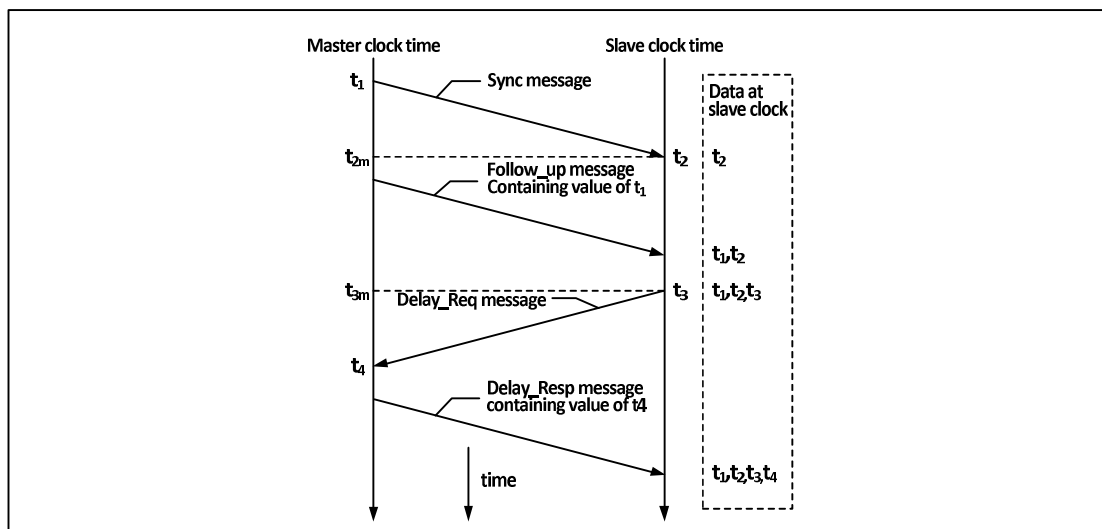 Master clock time
Slave clock time
t₁
Sync message
Data at
slave clock
t₂ₘ
t₂
t₂
Follow_up message
Containing value of t₁
t₁,t₂
t₃ₘ
t₃
t₁,t₂,t₃
Delay_Req message
t₄
Delay_Resp message
containing value of t4
time
t₁,t₂,t₃,t₄